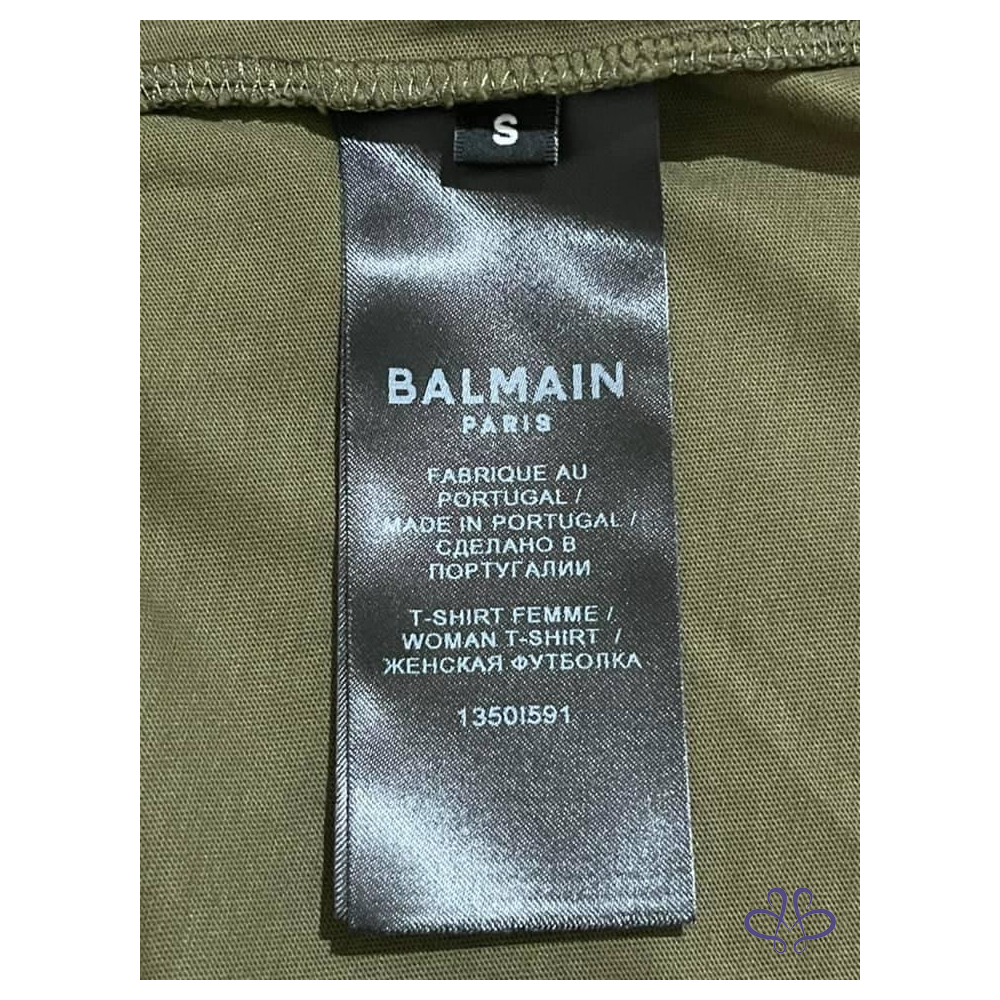 S
BALMAIN
PARIS
FABRIQUE AU
PORTUGAL /
MADE IN PORTUGAL /
СДЕЛАНО В
ПОРТУГАЛИИ
T-SHIRT FEMME /
WOMAN T-SHIRT /
ЖЕНСКАЯ ФУТБОЛКА
1350I591